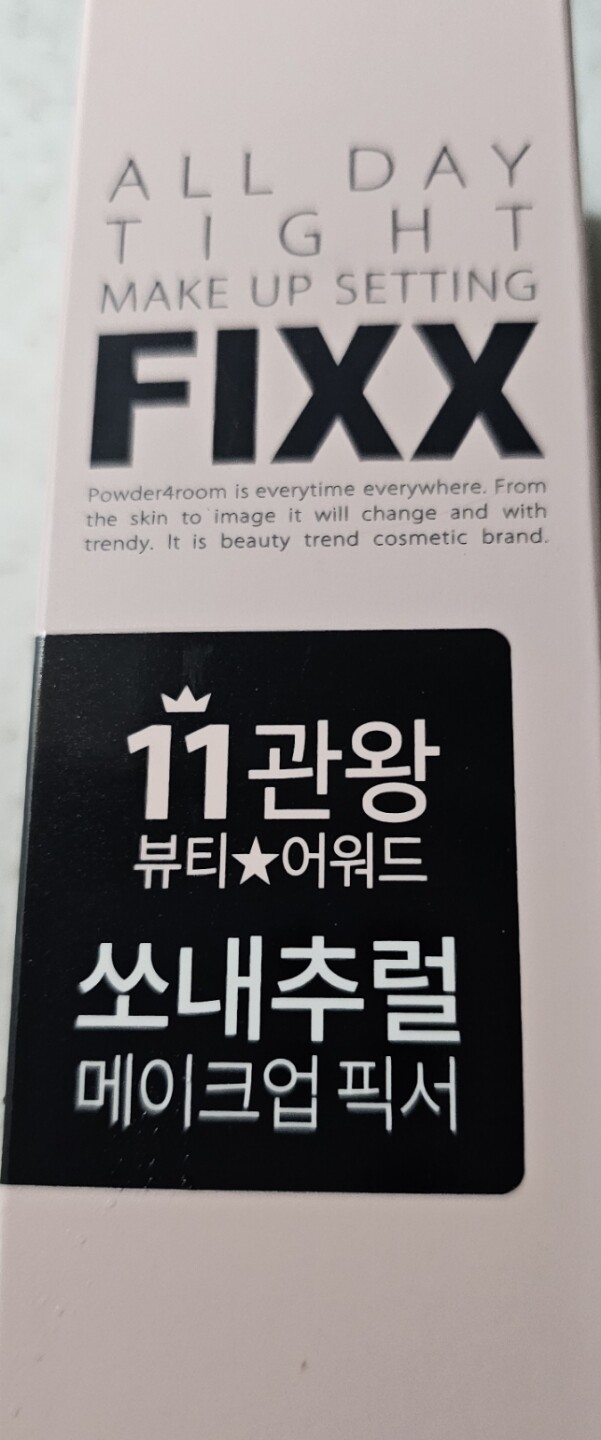 ALL DAY
TIGHT
MAKE UP SETTING
FIXX
Powder4room is everytime everywhere. From
the skin to image it will change and with
trendy. It is beauty trend cosmetic brand.
11관왕
뷰티★어워드
쏘내추럴
메이크업 픽서